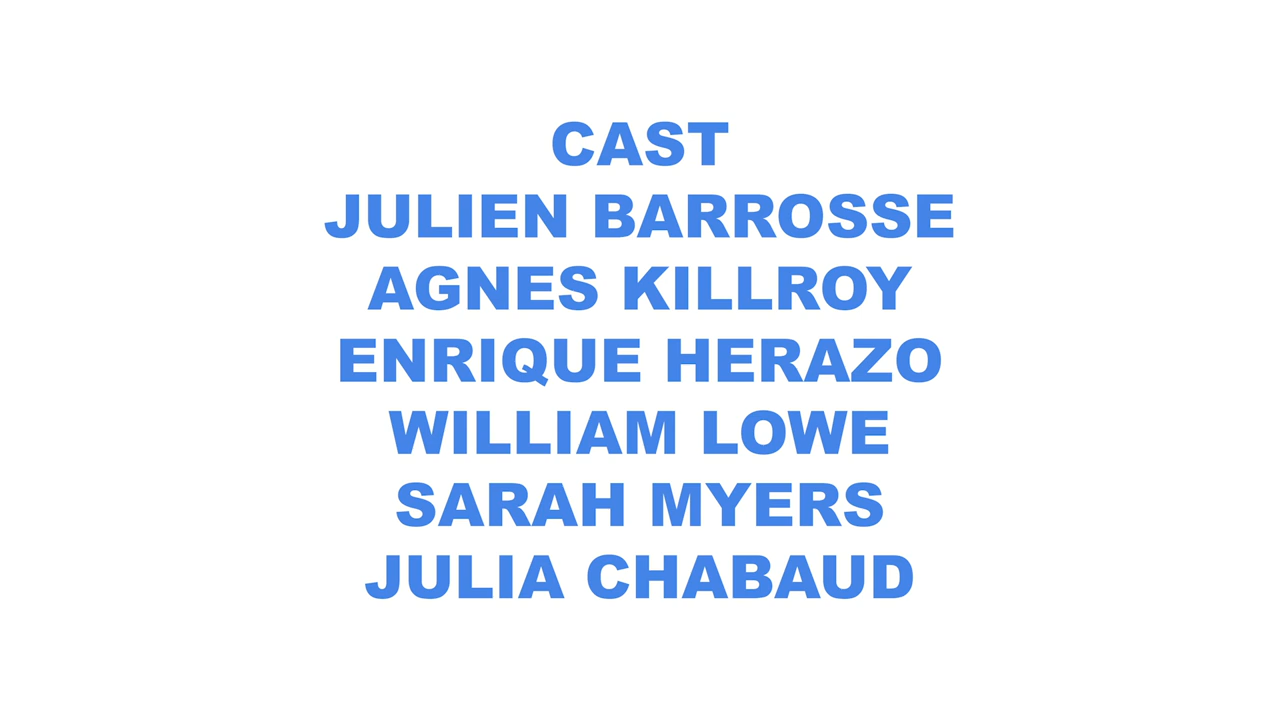 CAST
JULIEN BARROSSE
AGNES KILLROY
ENRIQUE HERAZO
WILLIAM LOWE
SARAH MYERS
JULIA CHABAUD